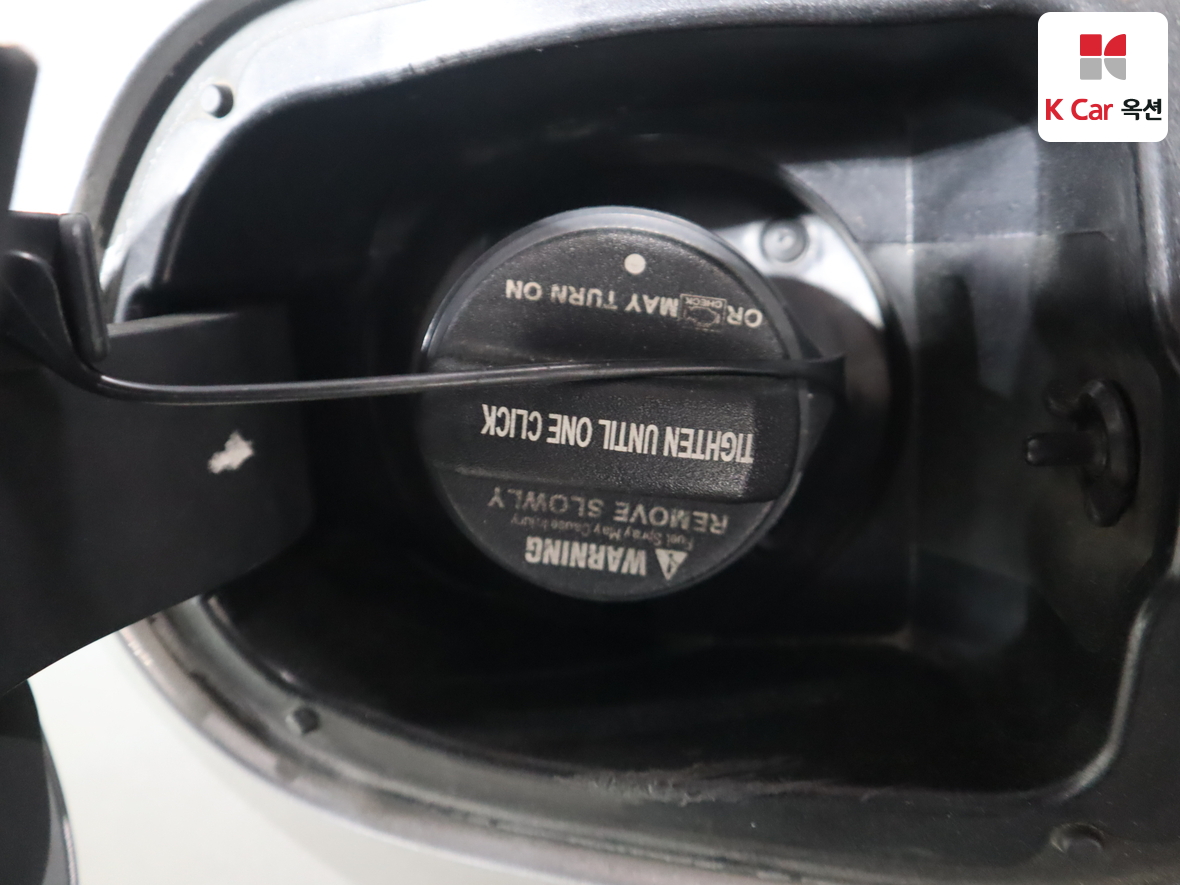 K Car 옥션
WARNING
Fuel Spray May Cause Injury
REMOVE SLOWLY
TIGHTEN UNTIL ONE CLICK
OR CHECK MAY TURN ON